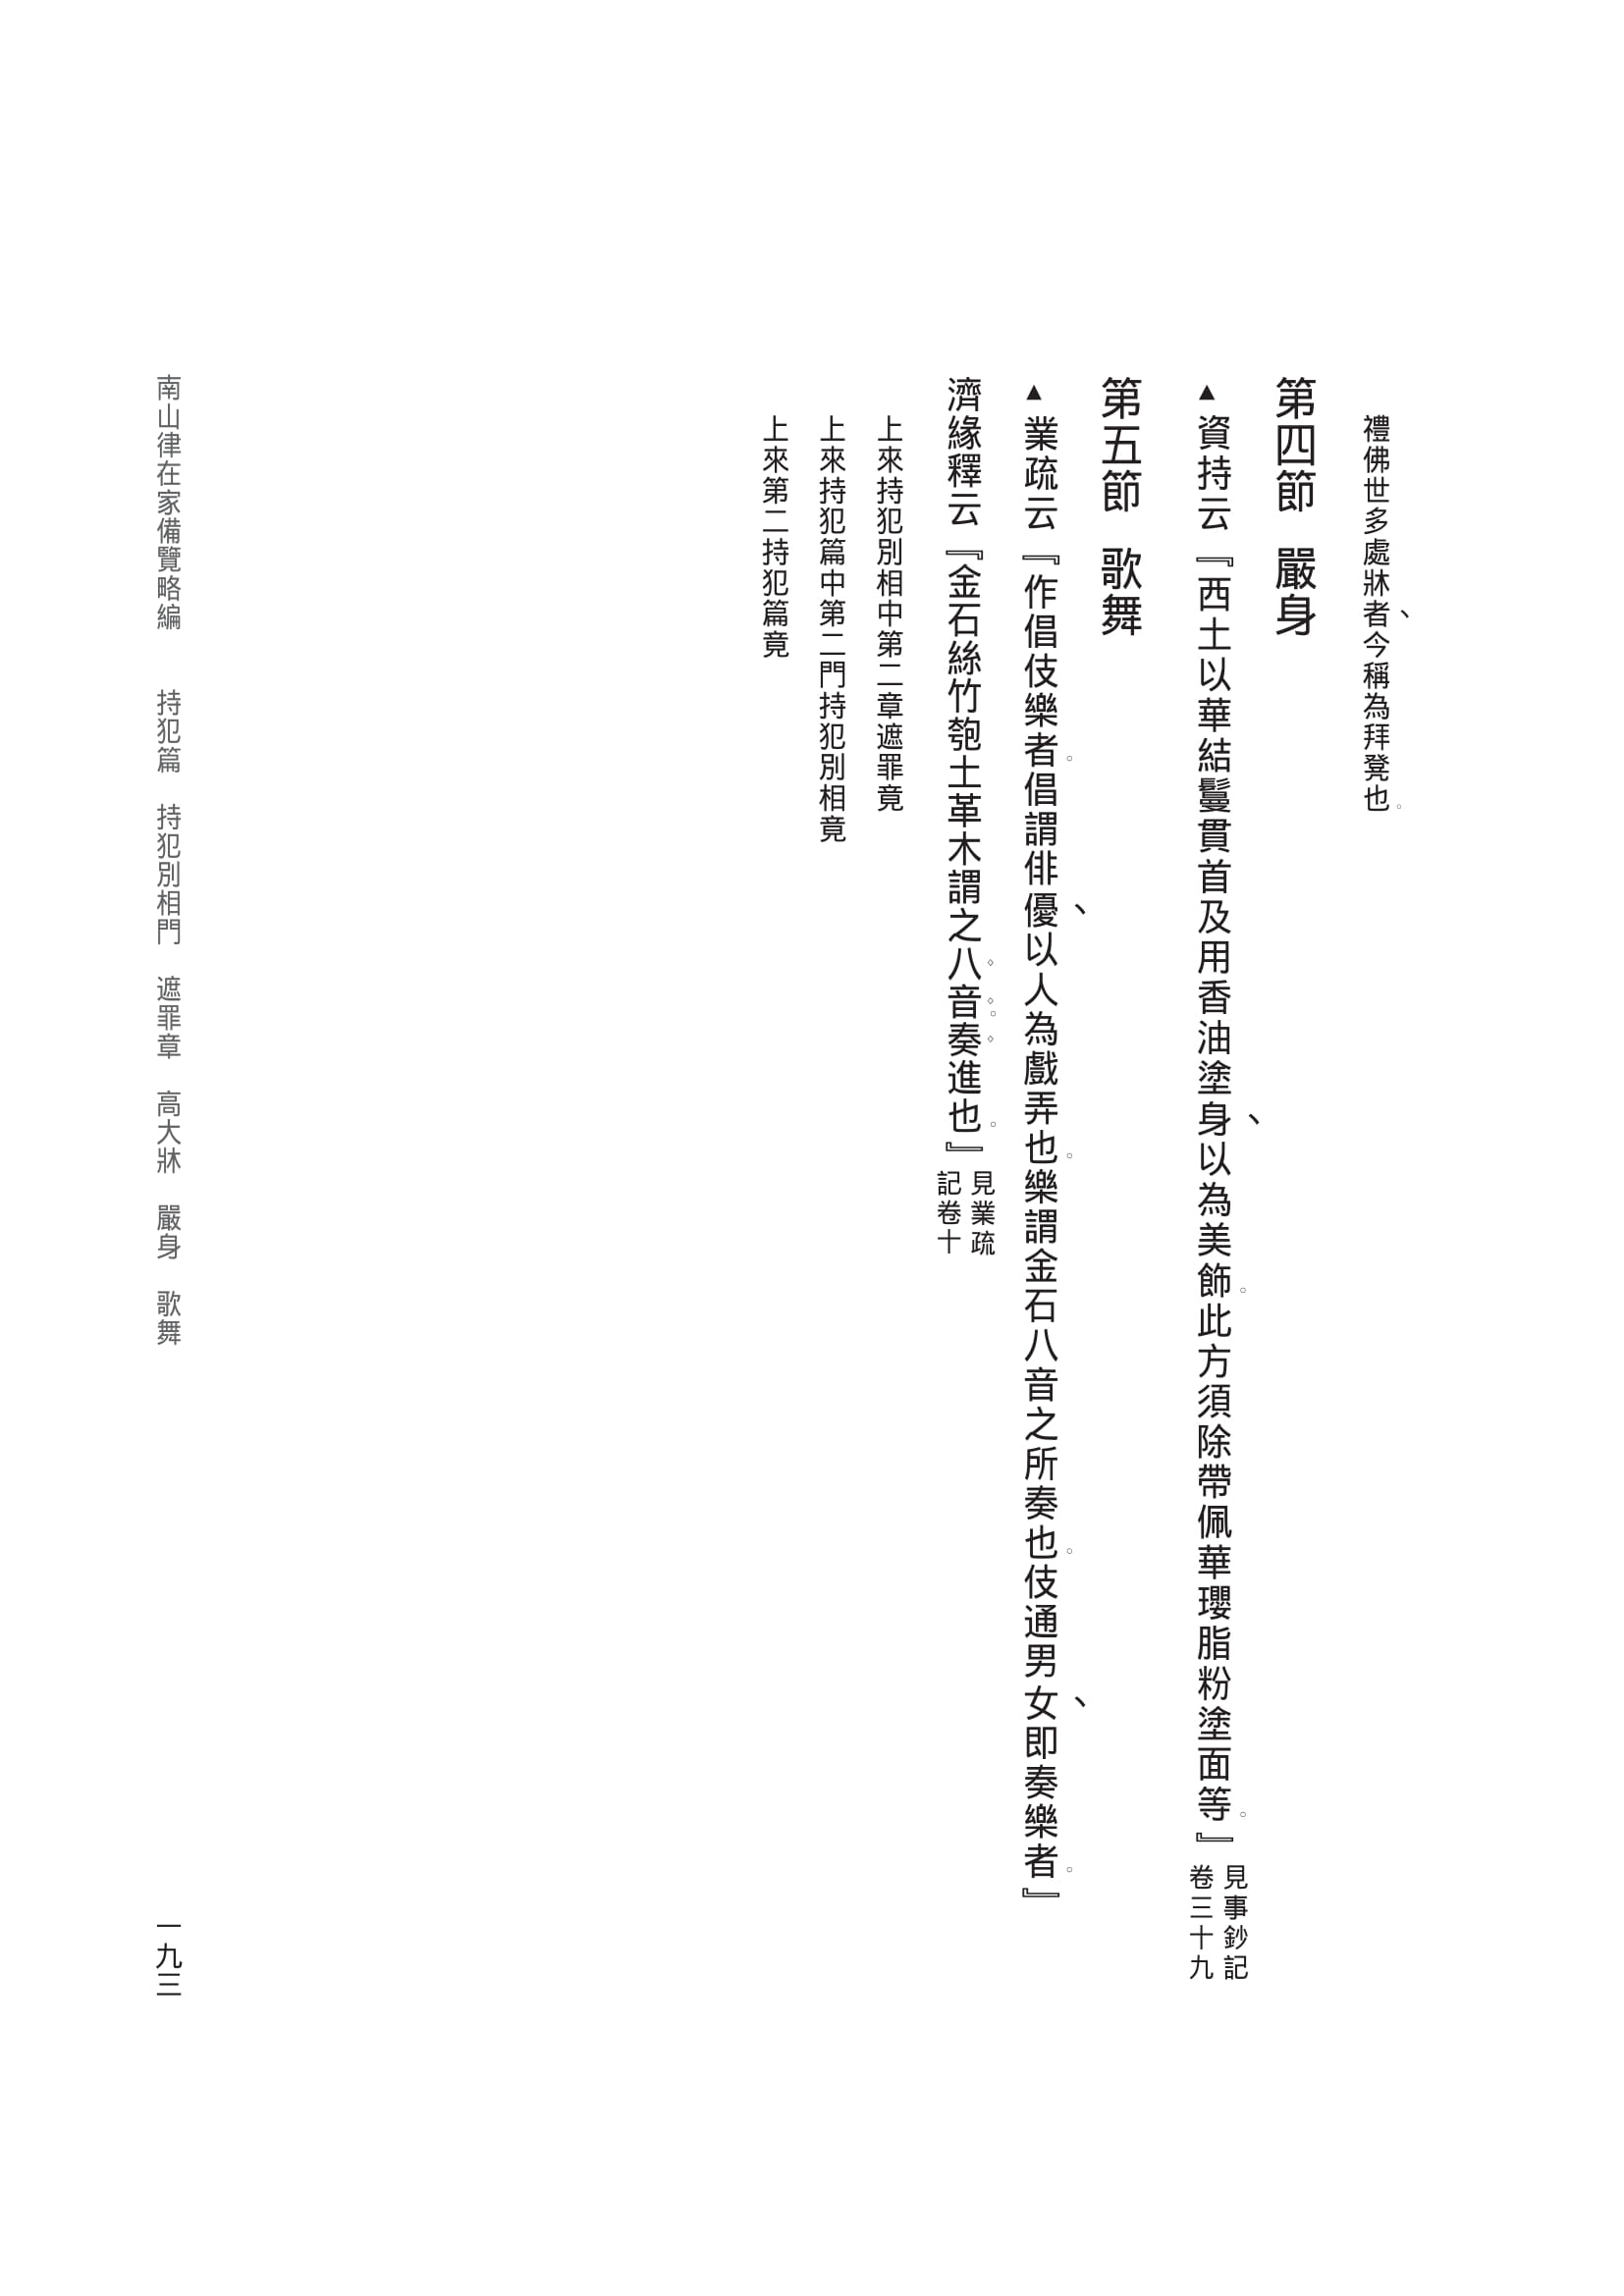 禮佛世多處牀者、今稱為拜凳也。
第四節 嚴身
▲資持云『西土以華結鬘貫首及用香油塗身、以為美飾。此方須除帶佩華瓔脂粉塗面等。』見事鈔記卷三十九
第五節 歌舞
▲業疏云『作倡伎樂者。倡謂俳優、以人為戲弄也。樂謂金石八音之所奏也。伎通男女、即奏樂者。』
濟緣釋云『金石絲竹匏土革木謂之八音。奏進也。』見業疏記卷十
上來持犯別相中第二章遮罪竟
上來持犯篇中第二門持犯別相竟
上來第二持犯篇竟
南山律在家備覽略編 持犯篇 持犯別相門 遮罪章 高大牀 嚴身 歌舞
一九三